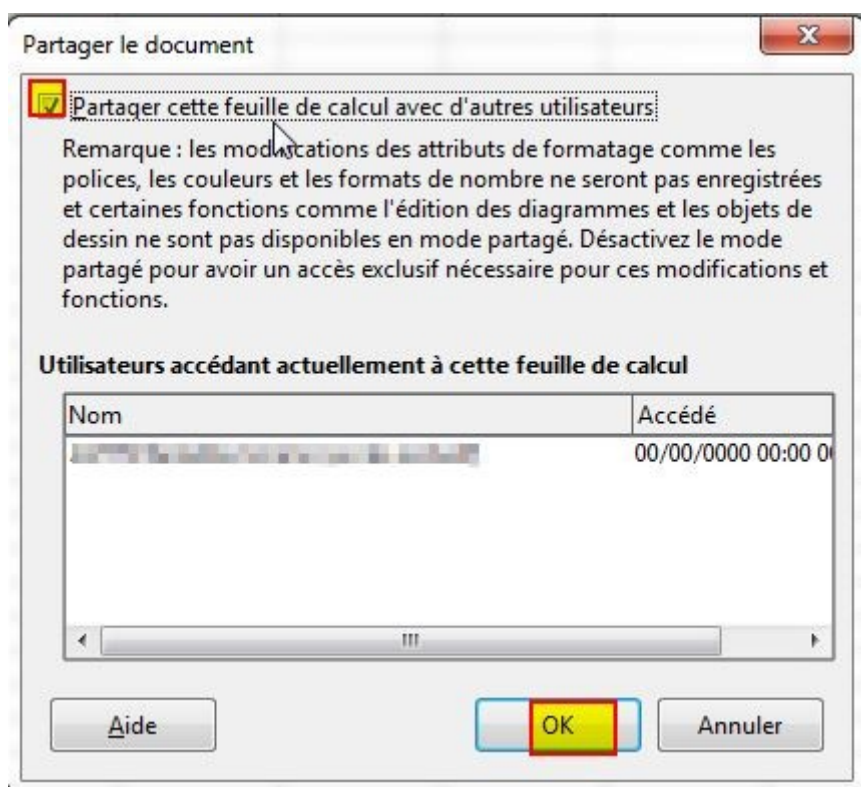 Partager le document
Partager cette feuille de calcul avec d'autres utilisateurs
Remarque : les modifications des attributs de formatage comme les
polices, les couleurs et les formats de nombre ne seront pas enregistrées
et certaines fonctions comme l'édition des diagrammes et les objets de
dessin ne sont pas disponibles en mode partagé. Désactivez le mode
partagé pour avoir un accès exclusif nécessaire pour ces modifications et
fonctions.
Utilisateurs accédant actuellement à cette feuille de calcul
Nom Accédé
00/00/0000 00:00
Aide OK Annuler